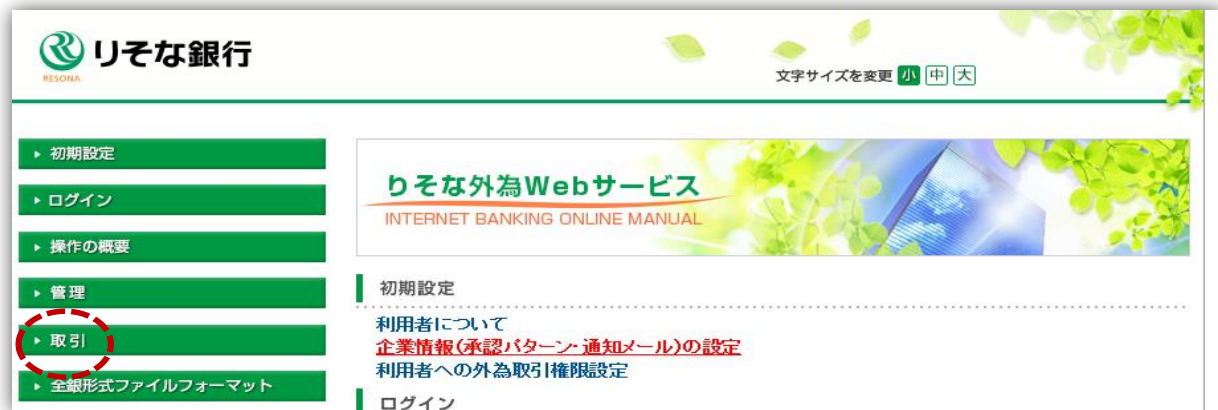 りそな銀行
RESONA
文字サイズを変更 小 中 大
初期設定
ログイン
操作の概要
管理
取引
全銀形式ファイルフォーマット
りそな外為Webサービス
INTERNET BANKING ONLINE MANUAL
初期設定
利用者について
企業情報(承認パターン・通知メール)の設定
利用者への外為取引権限設定
ログイン